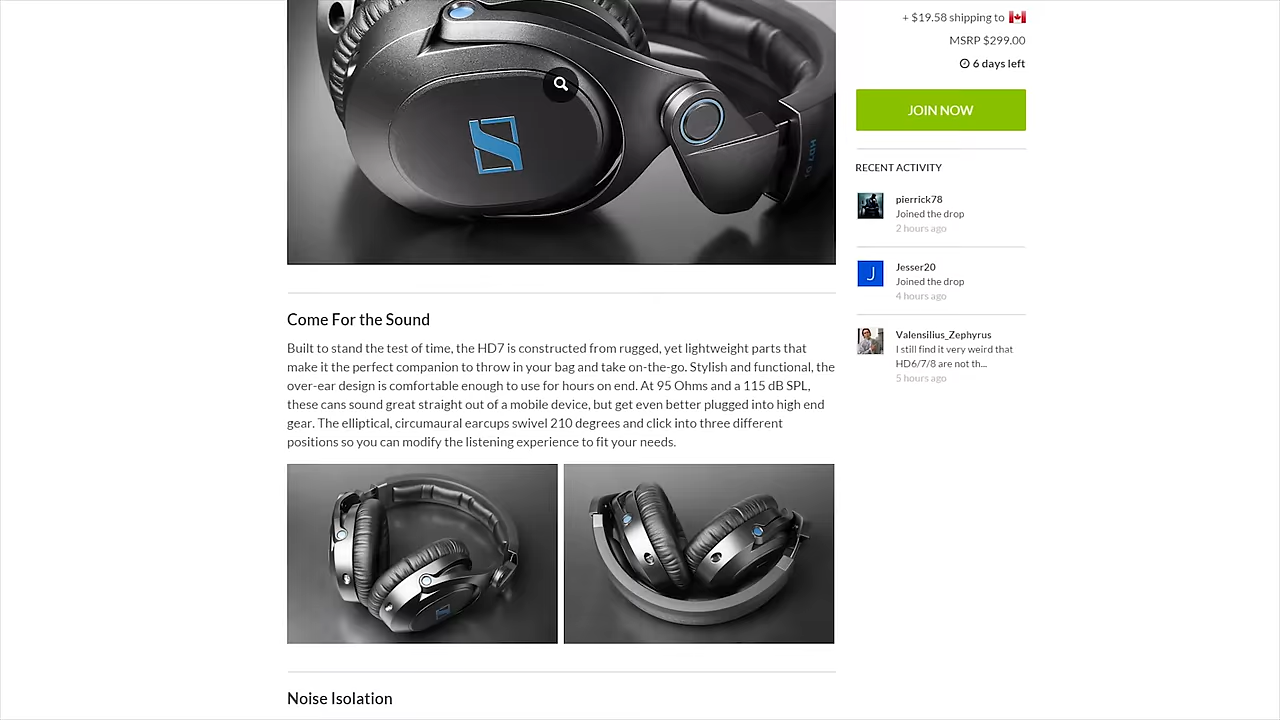 + $19.58 shipping to
MSRP $299.00
6 days left
JOIN NOW
RECENT ACTIVITY
pierrick78
Joined the drop
2 hours ago
J
Jesser20
Joined the drop
4 hours ago
Valensilius_Zephyrus
I still find it very weird that
HD6/7/8 are not th...
5 hours ago
Come For the Sound
Built to stand the test of time, the HD7 is constructed from rugged, yet lightweight parts that
make it the perfect companion to throw in your bag and take on-the-go. Stylish and functional, the
over-ear design is comfortable enough to use for hours on end. At 95 Ohms and a 115 dB SPL,
these cans sound great straight out of a mobile device, but get even better plugged into high end
gear. The elliptical, circumaural earcups swivel 210 degrees and click into three different
positions so you can modify the listening experience to fit your needs.
Noise Isolation